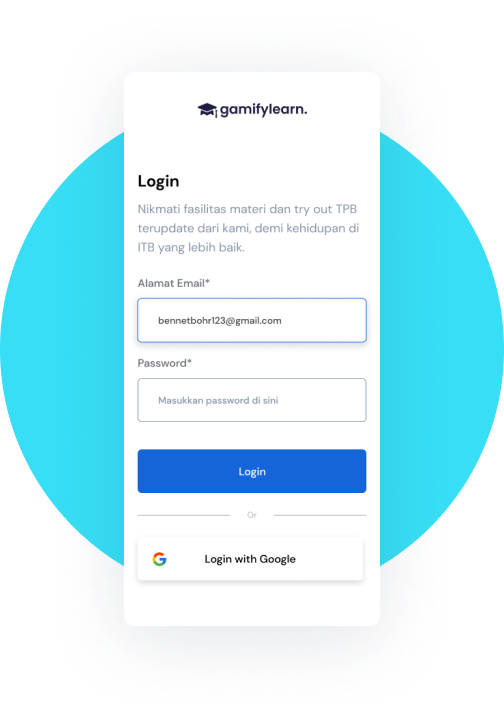 gamifylearn.
Login
Nikmati fasilitas materi dan try out TPB
terupdate dari kami, demi kehidupan di
ITB yang lebih baik.
Alamat Email*
bennetbohr123@gmail.com
Password*
Masukkan password di sini
Login
Or
Login with Google